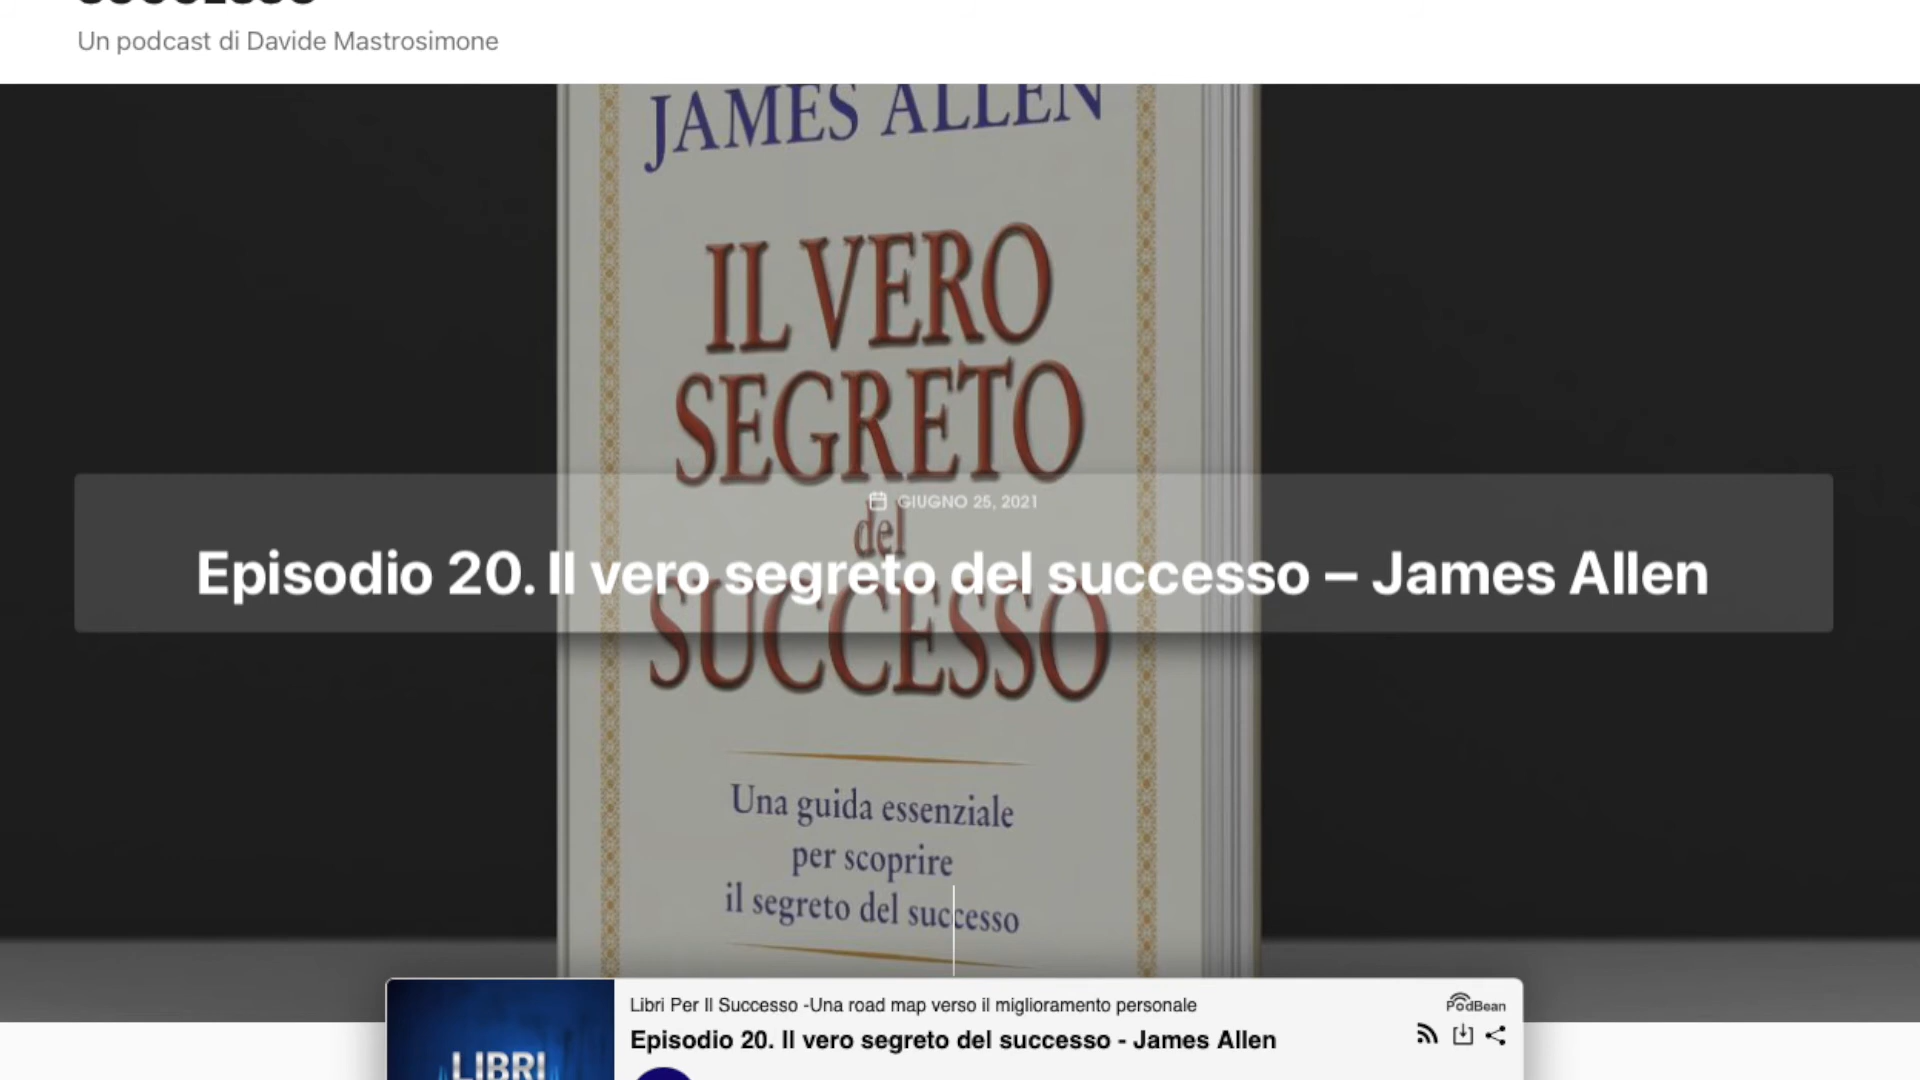 Un podcast di Davide Mastrosimone
JAMES ALLEN
IL VERO
SEGRETO
GIUGNO 25, 2021
del
Episodio 20. Il vero segreto del successo – James Allen
SUCCESSO
Una guida essenziale
per scoprire
il segreto del successo
Libri Per Il Successo -Una road map verso il miglioramento personale
PodBean
Episodio 20. Il vero segreto del successo - James Allen
LIBRI